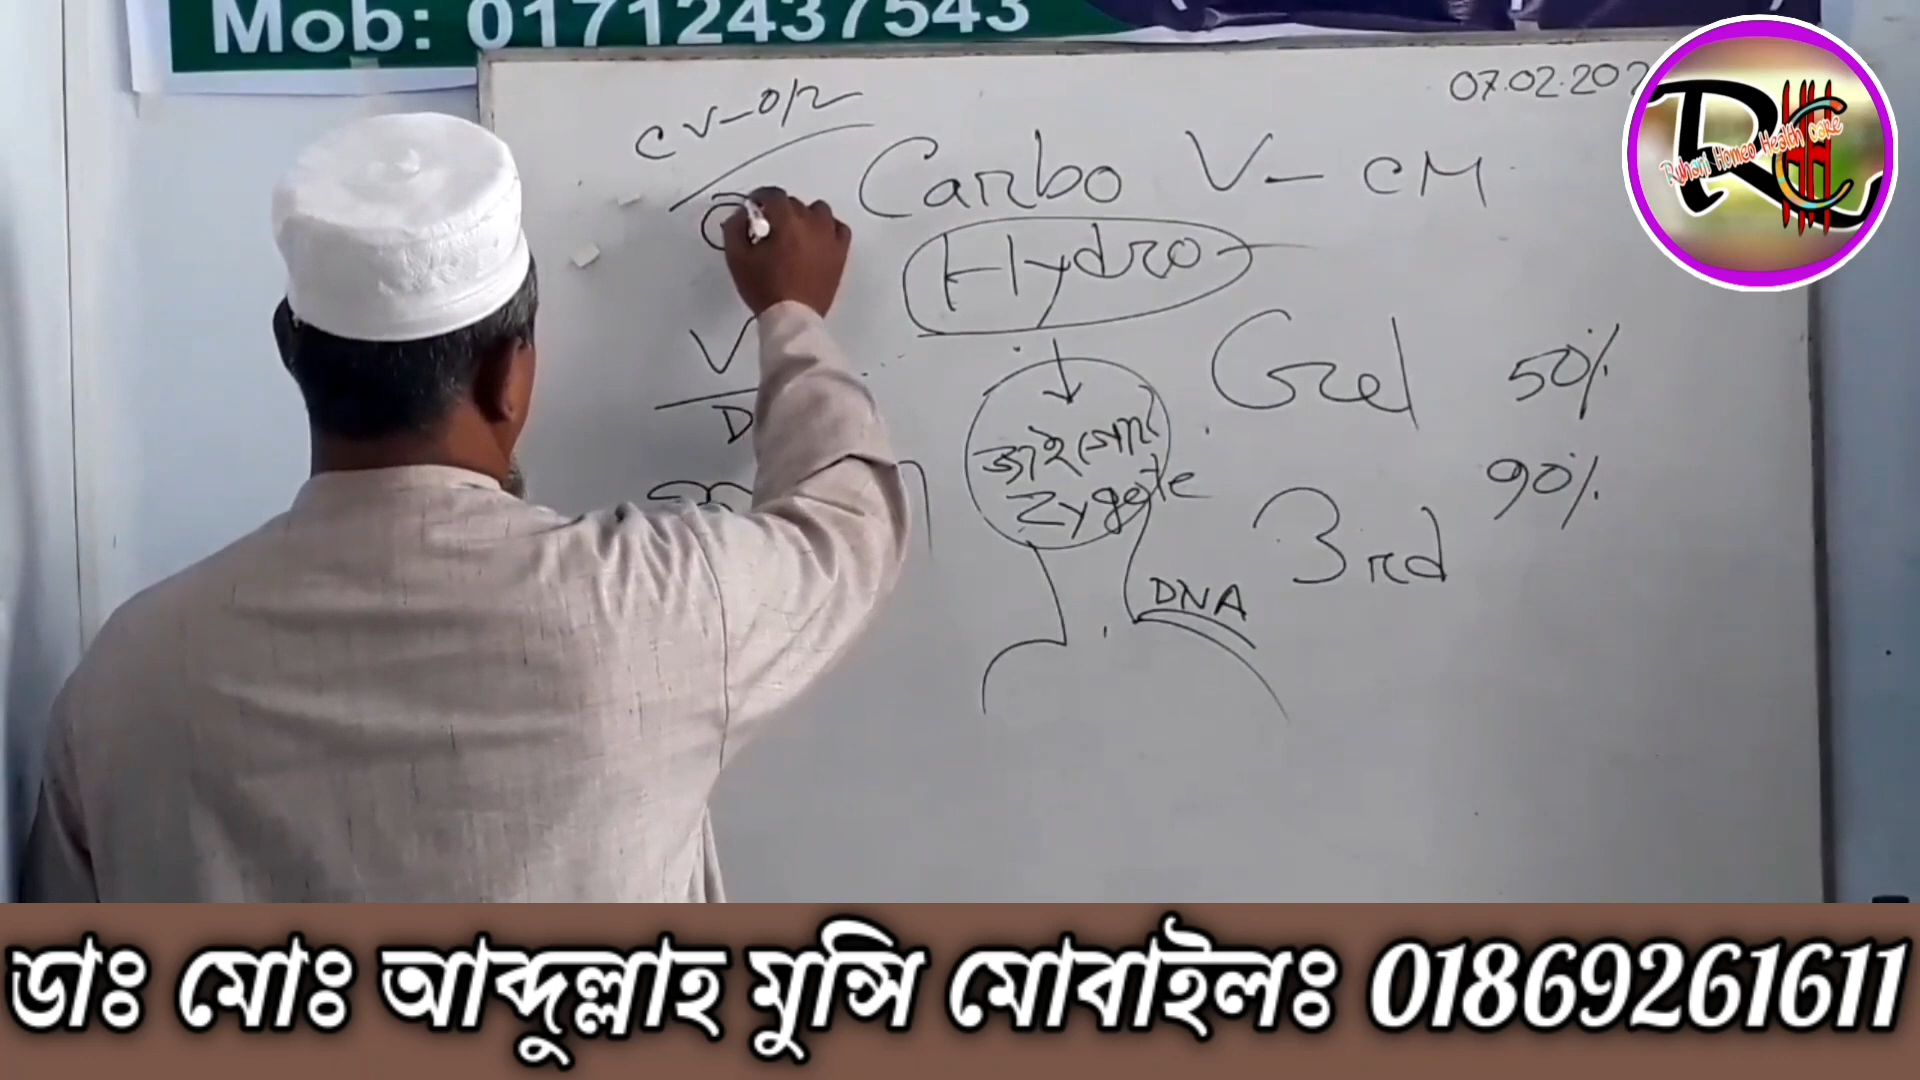 Mob: 01712437543
07.02.202
CV-0/2
Carbo V- CM
Hydro
Gel 50%
জাইগোট
Zygote
90%
3rd
DNA
Ruhani Homeo Health Care
RHC
ডাঃ মোঃ আব্দুল্লাহ মুন্সি মোবাইলঃ 01869261611